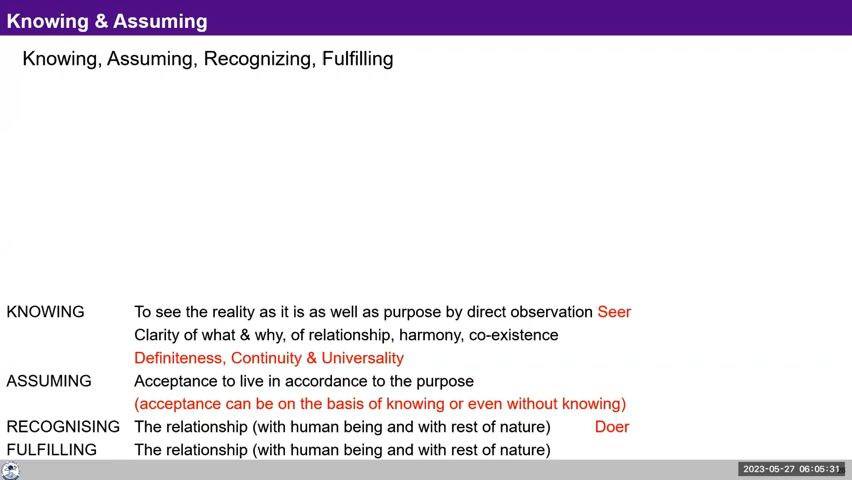 Knowing & Assuming
Knowing, Assuming, Recognizing, Fulfilling
KNOWING To see the reality as it is as well as purpose by direct observation Seer
Clarity of what & why, of relationship, harmony, co-existence
Definiteness, Continuity & Universality
ASSUMING Acceptance to live in accordance to the purpose
(acceptance can be on the basis of knowing or even without knowing)
RECOGNISING The relationship (with human being and with rest of nature) Doer
FULFILLING The relationship (with human being and with rest of nature)
2023-05-27 06:05:31